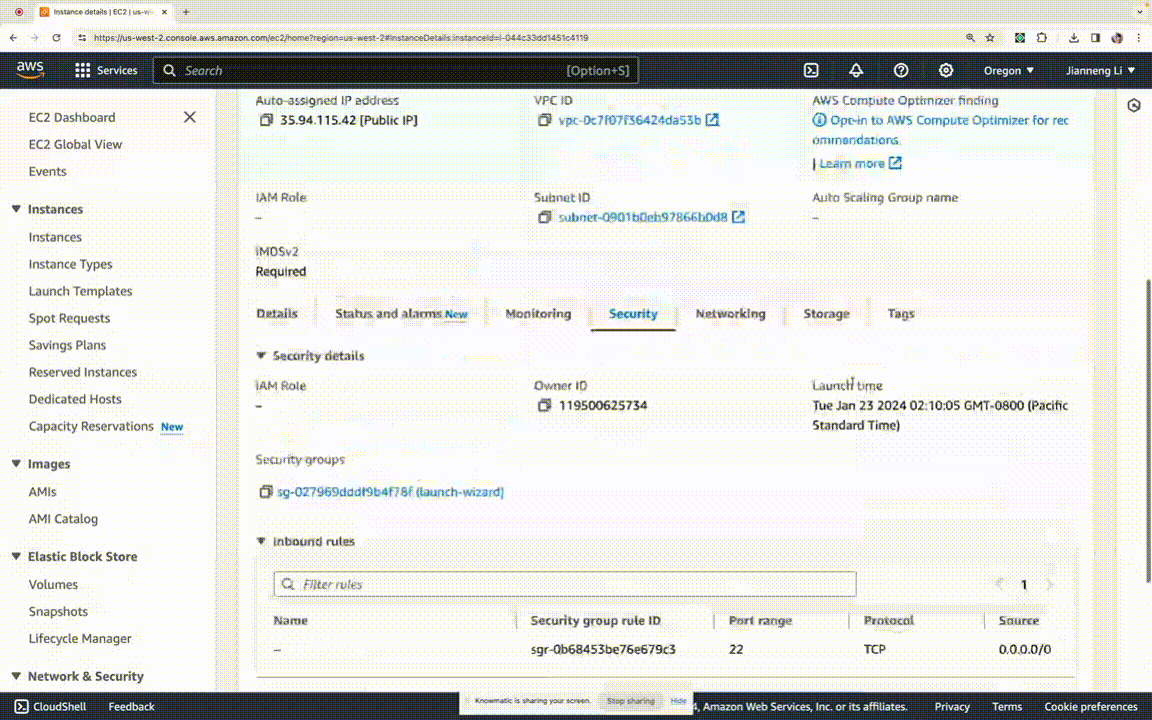 Instance details | EC2 | us-w
https://us-west-2.console.aws.amazon.com/ec2/home?region=us-west-2#InstanceDetails:instanceId=i-044c33dd1451c4119
aws
Services
Search
[Option+S]
Oregon
Jianneng Li
EC2 Dashboard
EC2 Global View
Events
Instances
Instances
Instance Types
Launch Templates
Spot Requests
Savings Plans
Reserved Instances
Dedicated Hosts
Capacity Reservations New
Images
AMIs
AMI Catalog
Elastic Block Store
Volumes
Snapshots
Lifecycle Manager
Network & Security
Auto-assigned IP address
35.94.115.42 [Public IP]
VPC ID
vpc-0c7f07f36424da53b
AWS Compute Optimizer finding
Opt-in to AWS Compute Optimizer for rec
ommendations.
| Learn more
IAM Role
–
Subnet ID
subnet-0901b0eb97866b0d8
Auto Scaling Group name
–
IMDSv2
Required
Details
Status and alarms New
Monitoring
Security
Networking
Storage
Tags
Security details
IAM Role
–
Owner ID
119500625734
Launch time
Tue Jan 23 2024 02:10:05 GMT-0800 (Pacific
Standard Time)
Security groups
sg-027969dddf9b4f78f (launch-wizard)
Inbound rules
Filter rules
1
Name
Security group rule ID
Port range
Protocol
Source
–
sgr-0b68453be76e679c3
22
TCP
0.0.0.0/0
CloudShell
Feedback
Knowmatic is sharing your screen.
Stop sharing
Hide
4, Amazon Web Services, Inc. or its affiliates.
Privacy
Terms
Cookie preferences